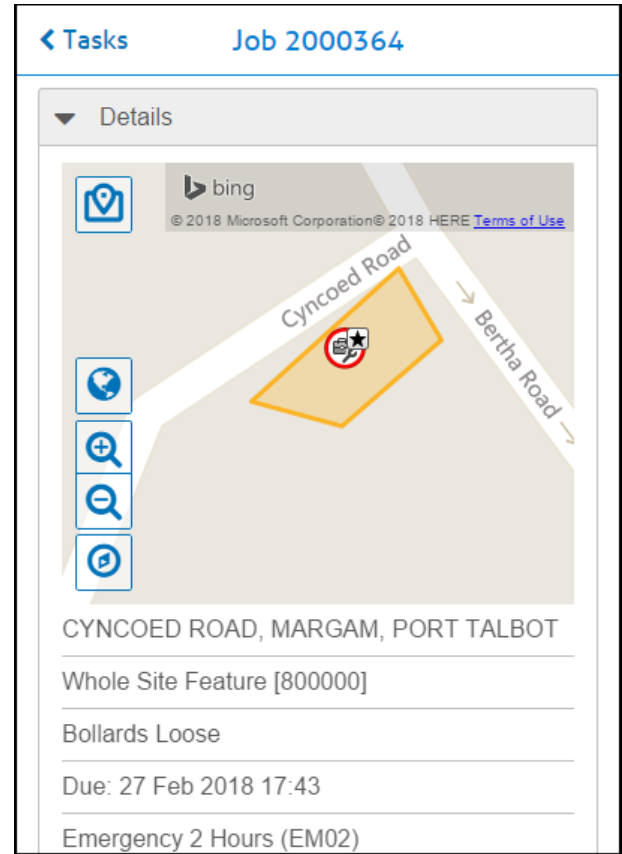 Tasks
Job 2000364
Details
bing
© 2018 Microsoft Corporation© 2018 HERE Terms of Use
Cyncoed Road
Bertha Road
CYNCOED ROAD, MARGAM, PORT TALBOT
Whole Site Feature [800000]
Bollards Loose
Due: 27 Feb 2018 17:43
Emergency 2 Hours (EM02)